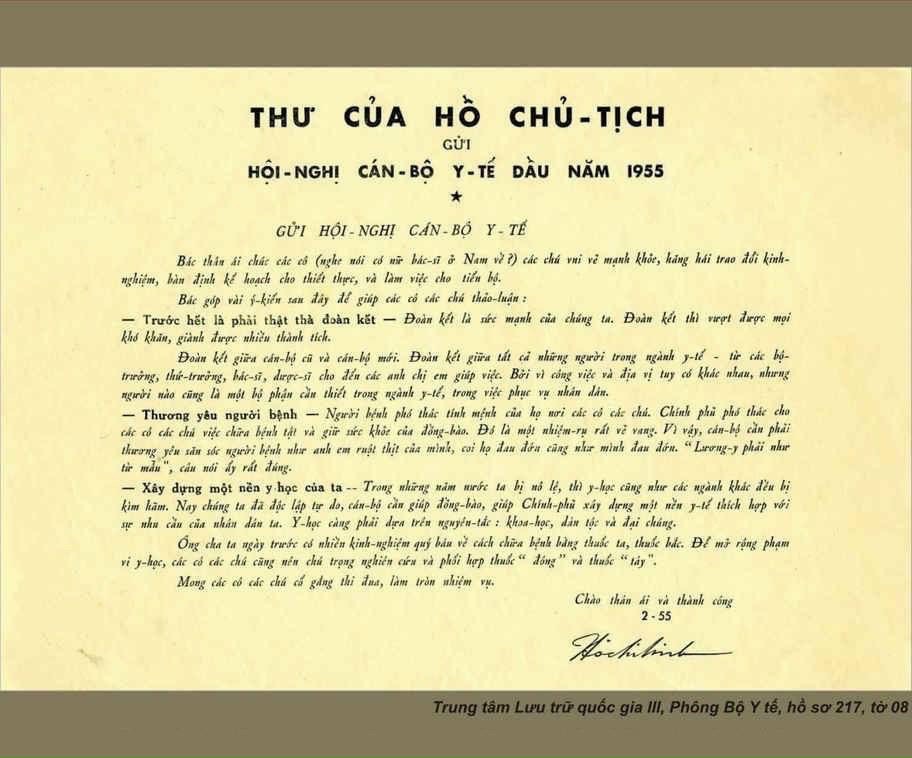 THƯ CỦA HỒ CHỦ-TỊCH
GỬI
HỘI-NGHỊ CÁN-BỘ Y-TẾ DẦU NĂM 1955
★
GỬI HỘI-NGHỊ CÁN-BỘ Y-TẾ
Bác thân ái chúc các cô (nghe nói có nữ bác-sĩ ở Nam về ?) các chú vui vẻ mạnh khỏe, hăng hái trao đổi kinh-
nghiệm, bàn định kế hoạch cho thiết thực, và làm việc cho tiến bộ.
Bác góp vài ý-kiến sau đây để giúp các cô các chú thảo-luận :
— Trước hết là phải thật thà đoàn kết — Đoàn kết là sức mạnh của chúng ta. Đoàn kết thì vượt được mọi
khó khăn, giành được nhiều thành tích.
Đoàn kết giữa cán-bộ cũ và cán-bộ mới. Đoàn kết giữa tất cả những người trong ngành y-tế - từ các bộ-
trưởng, thứ-trưởng, bác-sĩ, dược-sĩ cho đến các anh chị em giúp việc. Bởi vì công việc và địa vị tuy có khác nhau, nhưng
người nào cũng là một bộ phận cần thiết trong ngành y-tế, trong việc phục vụ nhân dân.
— Thương yêu người bệnh — Người bệnh phó thác tính mệnh của họ nơi các cô các chú. Chính phủ phó thác cho
các cô các chú việc chữa bệnh tật và giữ sức khỏe của đồng-bào. Đó là một nhiệm-vụ rất vẻ vang. Vì vậy, cán-bộ cần phải
thương yêu săn sóc người bệnh như anh em ruột thịt của mình, coi họ đau đớn cũng như mình đau đớn. “ Lương-y phải như
từ mẫu”, câu nói ấy rất đúng.
— Xây dựng một nền y học của ta -- Trong những năm nước ta bị nô lệ, thì y-học cũng như các ngành khác đều bị
kìm hãm. Nay chúng ta đã độc lập tự do, cán-bộ cần giúp đồng-bào, giúp Chính-phủ xây dựng một nền y-tế thích hợp với
sự nhu cầu của nhân dân ta. Y-học càng phải dựa trên nguyên-tắc : khoa-học, dân tộc và đại chúng.
Ông cha ta ngày trước có nhiều kinh-nghiệm quý báu về cách chữa bệnh bằng thuốc ta, thuốc bắc. Để mở rộng phạm
vi y-học, các cô các chú cũng nên chú trọng nghiên cứu và phối hợp thuốc “ đông” và thuốc “tây”.
Mong các cô các chú cố gắng thi đua, làm tròn nhiệm vụ.
Chào thân ái và thành công
2 - 55
Hồ Chí Minh
Trung tâm Lưu trữ quốc gia III, Phông Bộ Y tế, hồ sơ 217, tờ 08